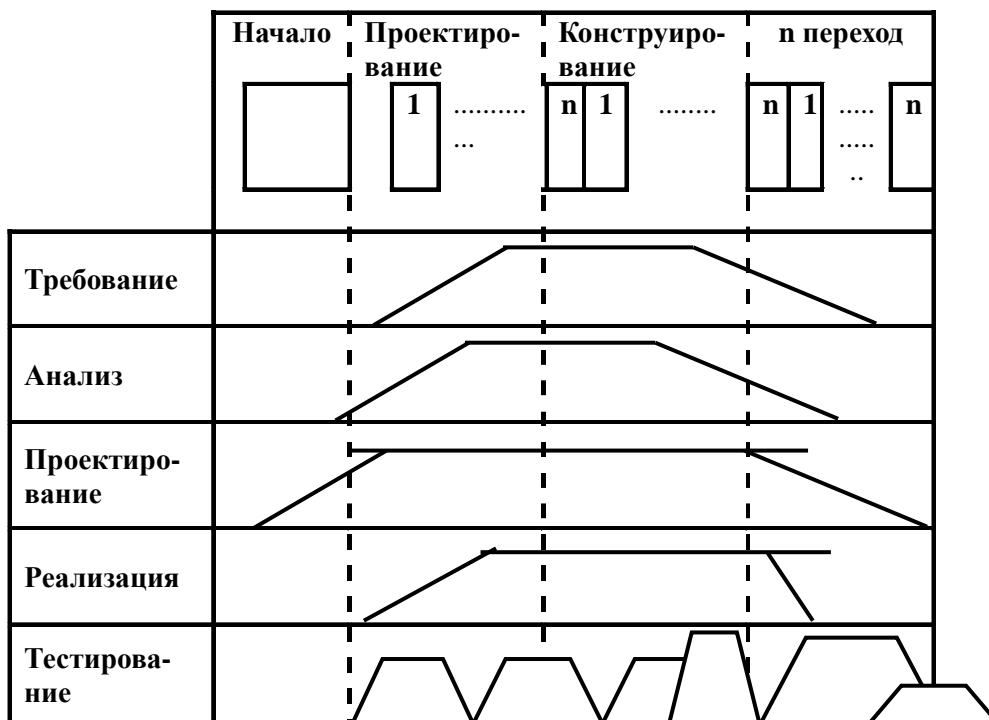 Начало
Проектиро-
вание
Конструиро-
вание
n переход
1 ..........
...
n 1 ........
n 1 ..... n
.....
..
Требование
Анализ
Проектиро-
вание
Реализация
Тестирова-
ние